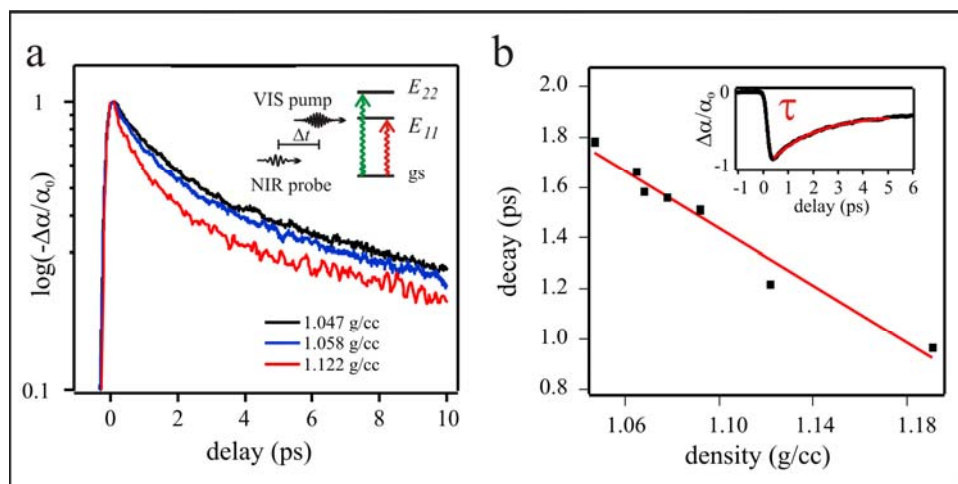 a
1
0.1
log(-Δα/α₀)
0
2
4
6
8
10
delay (ps)
VIS pump
Δt
NIR probe
E₂₂
E₁₁
gs
1.047 g/cc
1.058 g/cc
1.122 g/cc
b
2.0
1.8
1.6
1.4
1.2
1.0
0.8
decay (ps)
1.06
1.10
1.14
1.18
density (g/cc)
0
-1
Δα/α₀
τ
-1 0 1 2 3 4 5 6
delay (ps)